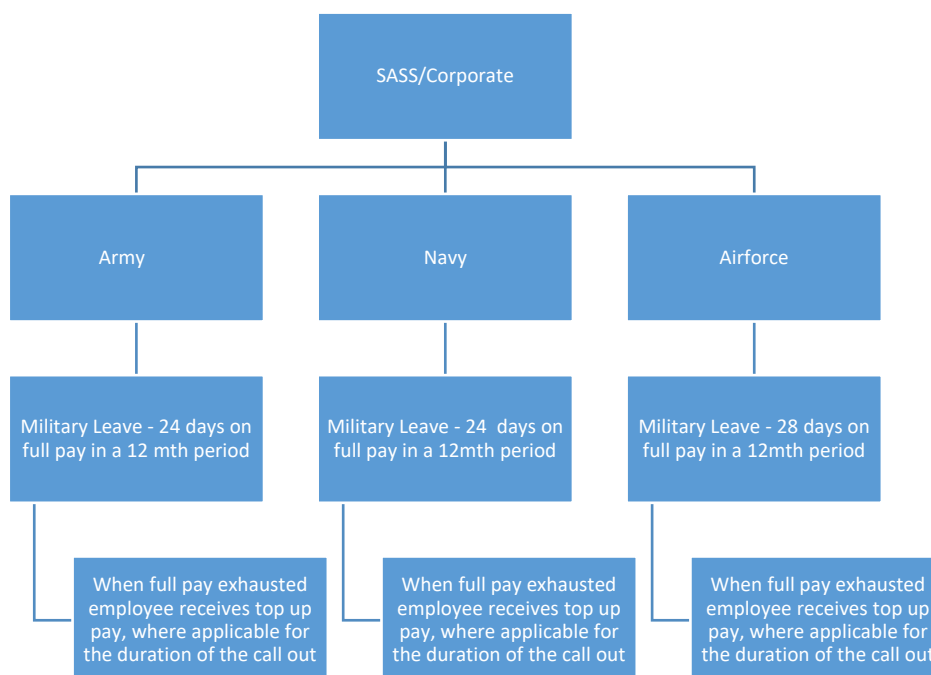 SASS/Corporate
Army
Navy
Airforce
Military Leave - 24 days on
full pay in a 12 mth period
Military Leave - 24 days on
full pay in a 12mth period
Military Leave - 28 days on
full pay in a 12mth period
When full pay exhausted
employee receives top up
pay, where applicable for
the duration of the call out
When full pay exhausted
employee receives top up
pay, where applicable for
the duration of the call out
When full pay exhausted
employee receives top up
pay, where applicable for
the duration of the call out